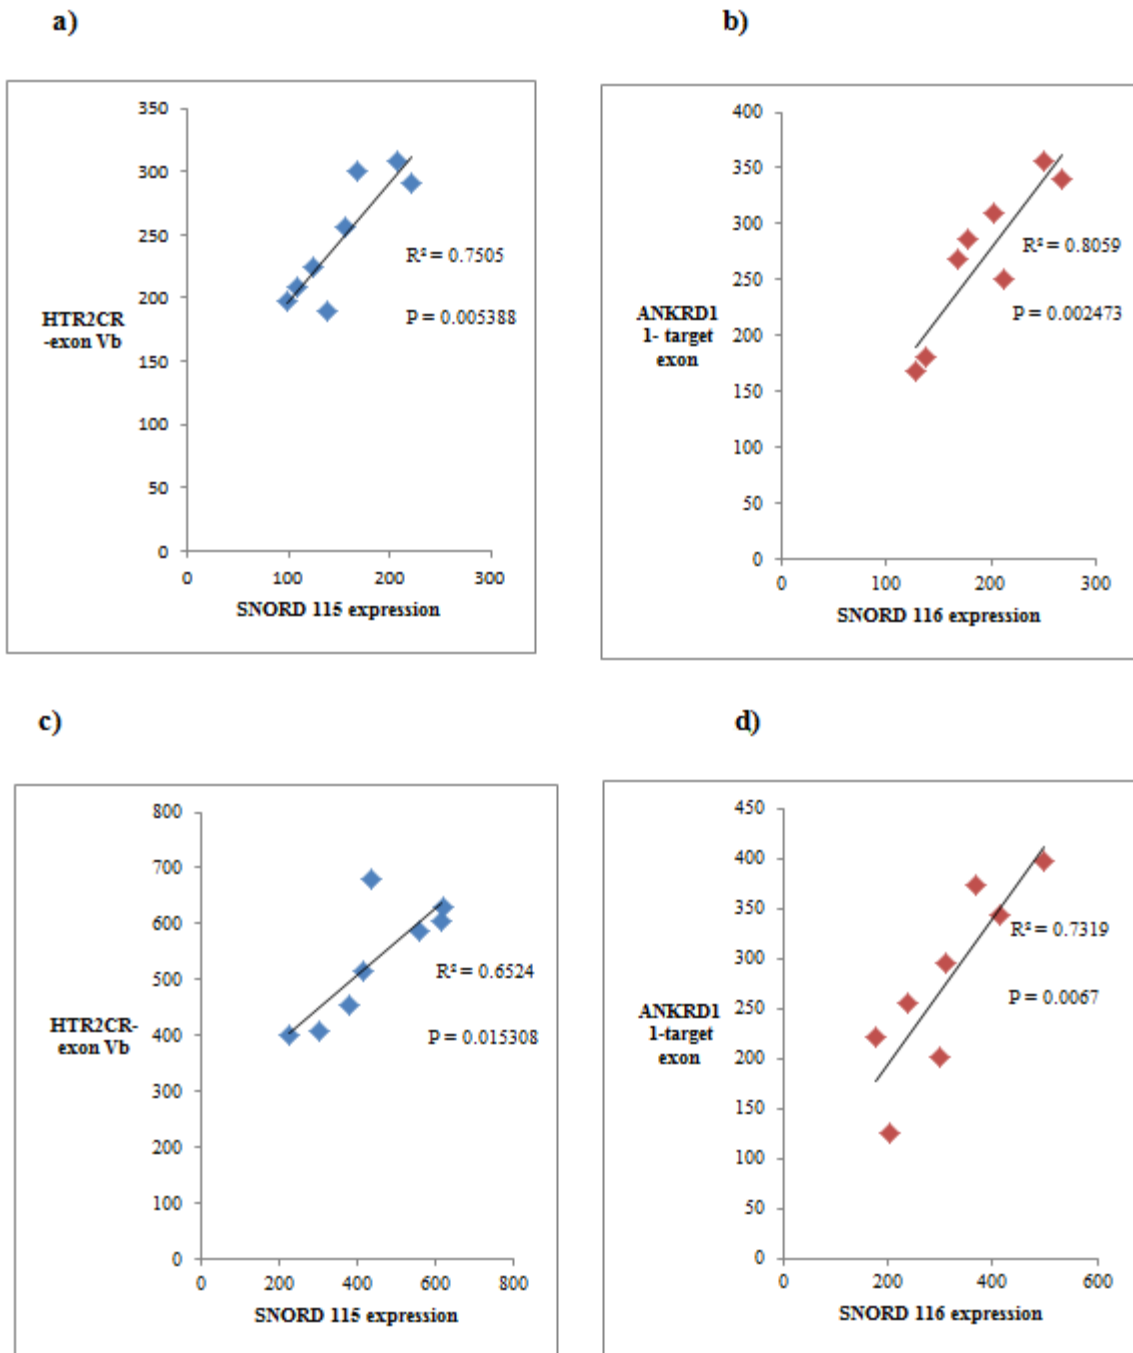 a)
350
300
250
200
150
100
50
0
HTR2CR
-exon Vb
R² = 0.7505
P = 0.005388
0 100 200 300
SNORD 115 expression
b)
400
350
300
250
200
150
100
50
0
ANKRD1
1- target
exon
R² = 0.8059
P = 0.002473
0 100 200 300
SNORD 116 expression
c)
800
700
600
500
400
300
200
100
0
HTR2CR-
exon Vb
R² = 0.6524
P = 0.015308
0 200 400 600 800
SNORD 115 expression
d)
450
400
350
300
250
200
150
100
50
0
ANKRD1
1-target
exon
R² = 0.7319
P = 0.0067
0 200 400 600
SNORD 116 expression